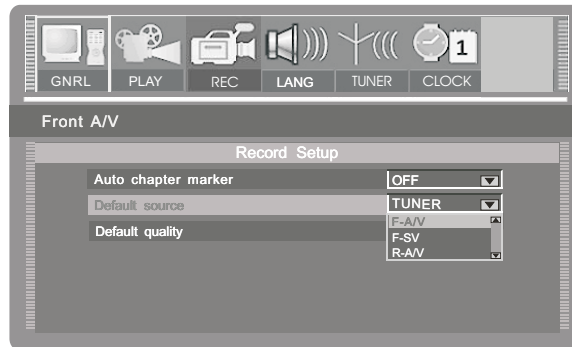 1
GNRL PLAY REC LANG TUNER CLOCK
Front A/V
Record Setup
Auto chapter marker OFF
Default source TUNER
F-A/V
Default quality F-SV
R-A/V